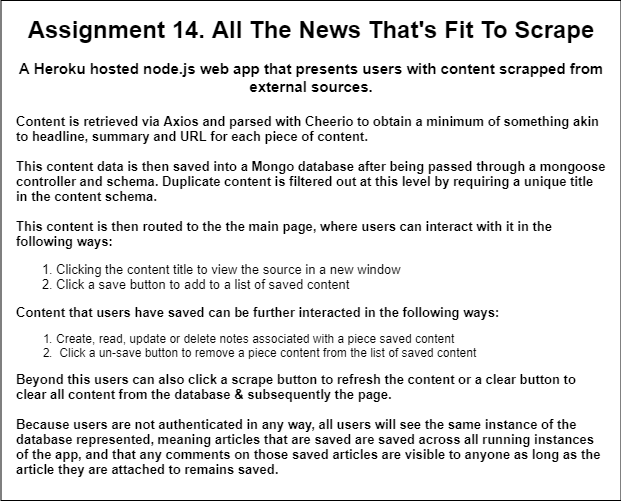 Assignment 14. All The News That's Fit To Scrape
A Heroku hosted node.js web app that presents users with content scrapped from
external sources.
Content is retrieved via Axios and parsed with Cheerio to obtain a minimum of something akin
to headline, summary and URL for each piece of content.
This content data is then saved into a Mongo database after being passed through a mongoose
controller and schema. Duplicate content is filtered out at this level by requiring a unique title
in the content schema.
This content is then routed to the the main page, where users can interact with it in the
following ways:
1. Clicking the content title to view the source in a new window
2. Click a save button to add to a list of saved content
Content that users have saved can be further interacted in the following ways:
1. Create, read, update or delete notes associated with a piece saved content
2. Click a un-save button to remove a piece content from the list of saved content
Beyond this users can also click a scrape button to refresh the content or a clear button to
clear all content from the database & subsequently the page.
Because users are not authenticated in any way, all users will see the same instance of the
database represented, meaning articles that are saved are saved across all running instances
of the app, and that any comments on those saved articles are visible to anyone as long as the
article they are attached to remains saved.